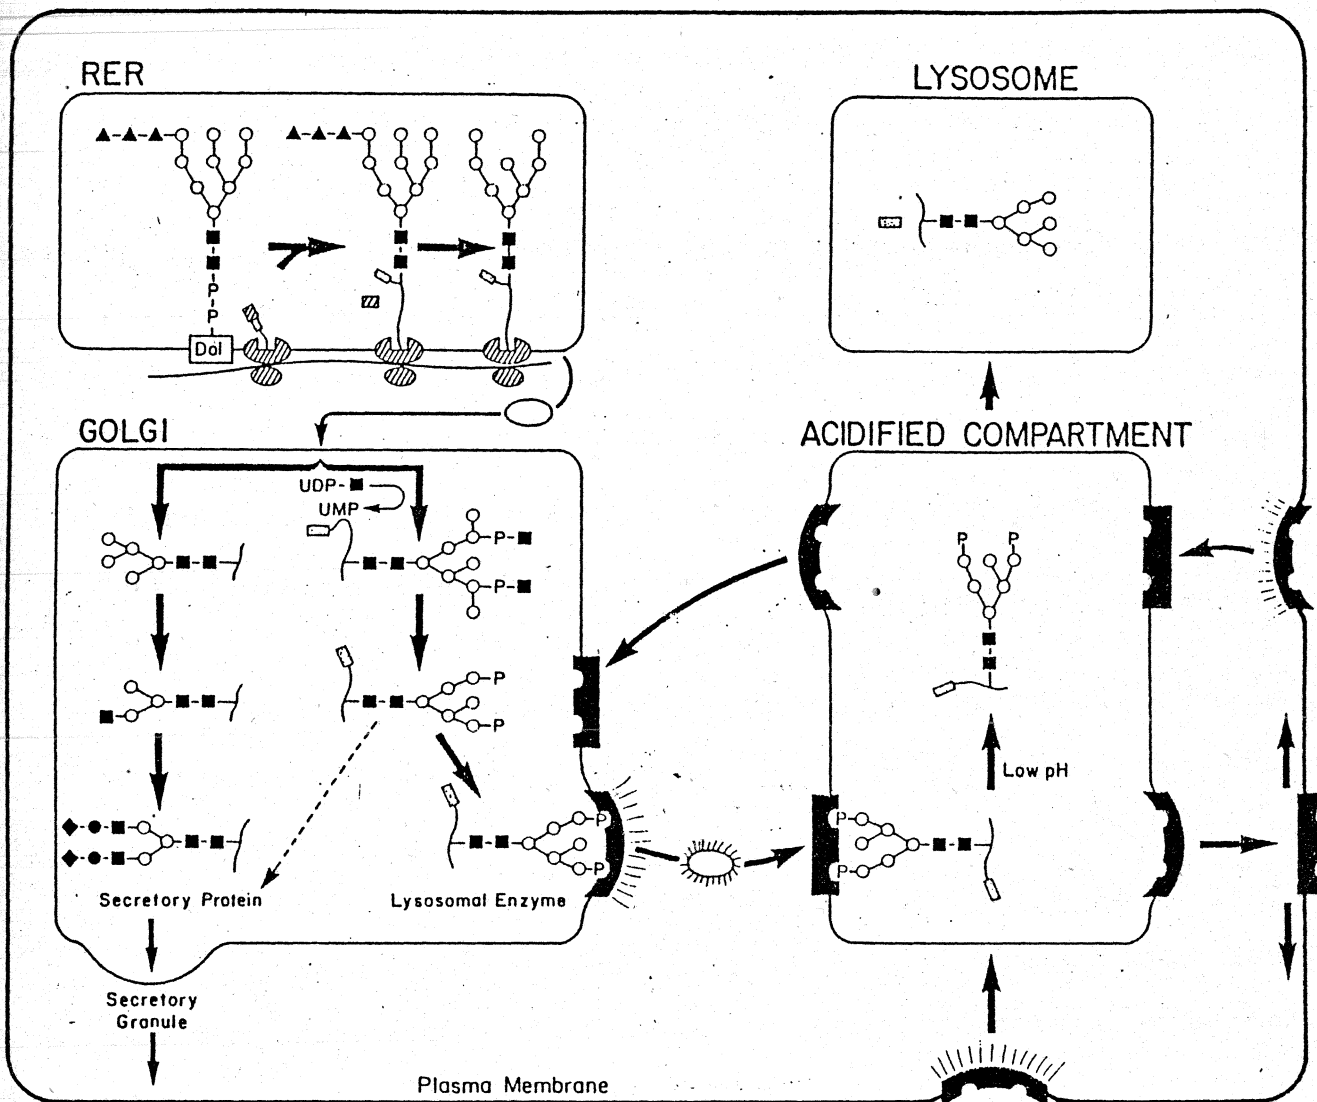 RER
LYSOSOME
P
P
Dol
GOLGI
ACIDIFIED COMPARTMENT
UDP-
UMP
P
P
P
P
P
P
Low pH
P
P
P
P
Secretory Protein
Lysosomal Enzyme
Secretory
Granule
Plasma Membrane